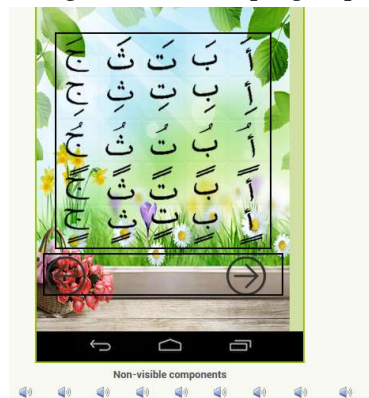 أَ بَ تَ ثَ جَ
أِ بِ تِ ثِ جِ
أُ بُ تُ ثُ جُ
أً بً تً ثً جً
أٍ بٍ تٍ ثٍ جٍ
Non-visible components